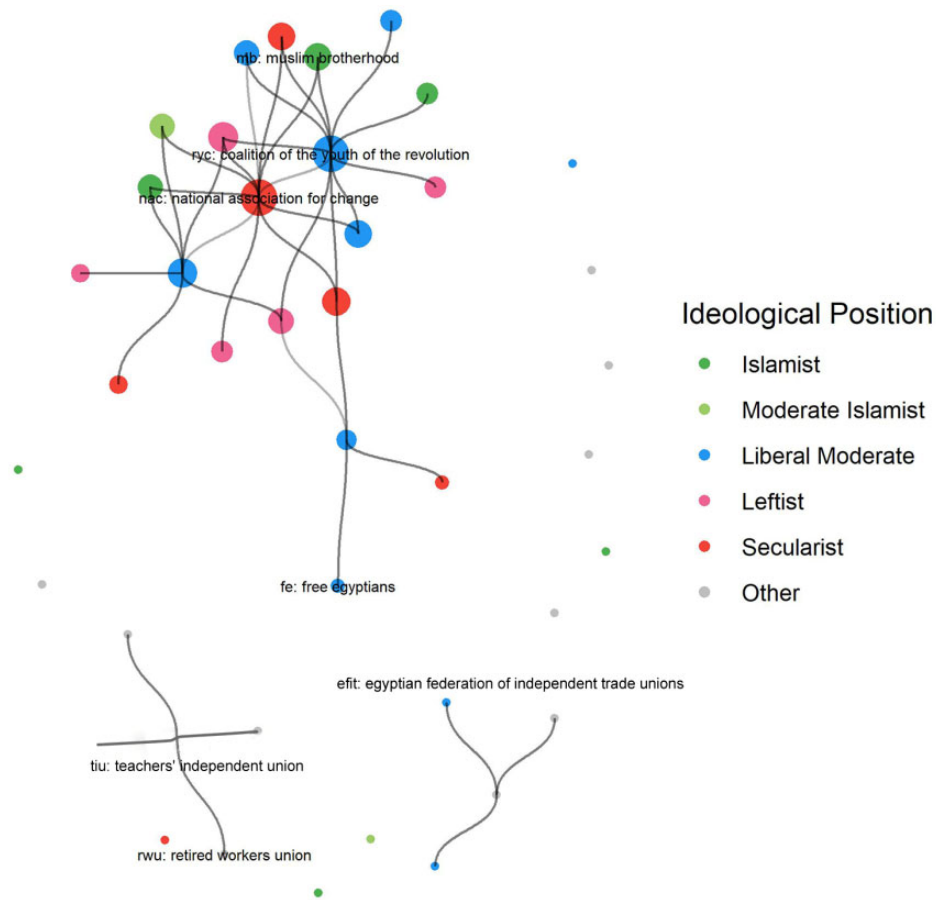 mb: muslim brotherhood
ryc: coalition of the youth of the revolution
nac: national association for change
Ideological Position
Islamist
Moderate Islamist
Liberal Moderate
Leftist
Secularist
Other
fe: free egyptians
efit: egyptian federation of independent trade unions
tiu: teachers' independent union
rwu: retired workers union